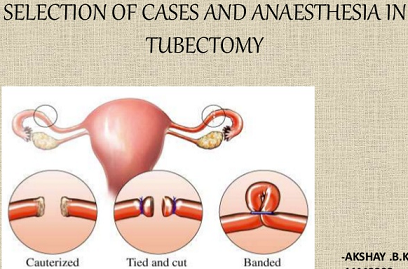 SELECTION OF CASES AND ANAESTHESIA IN
TUBECTOMY
Cauterized Tied and cut Banded
-AKSHAY .B.K